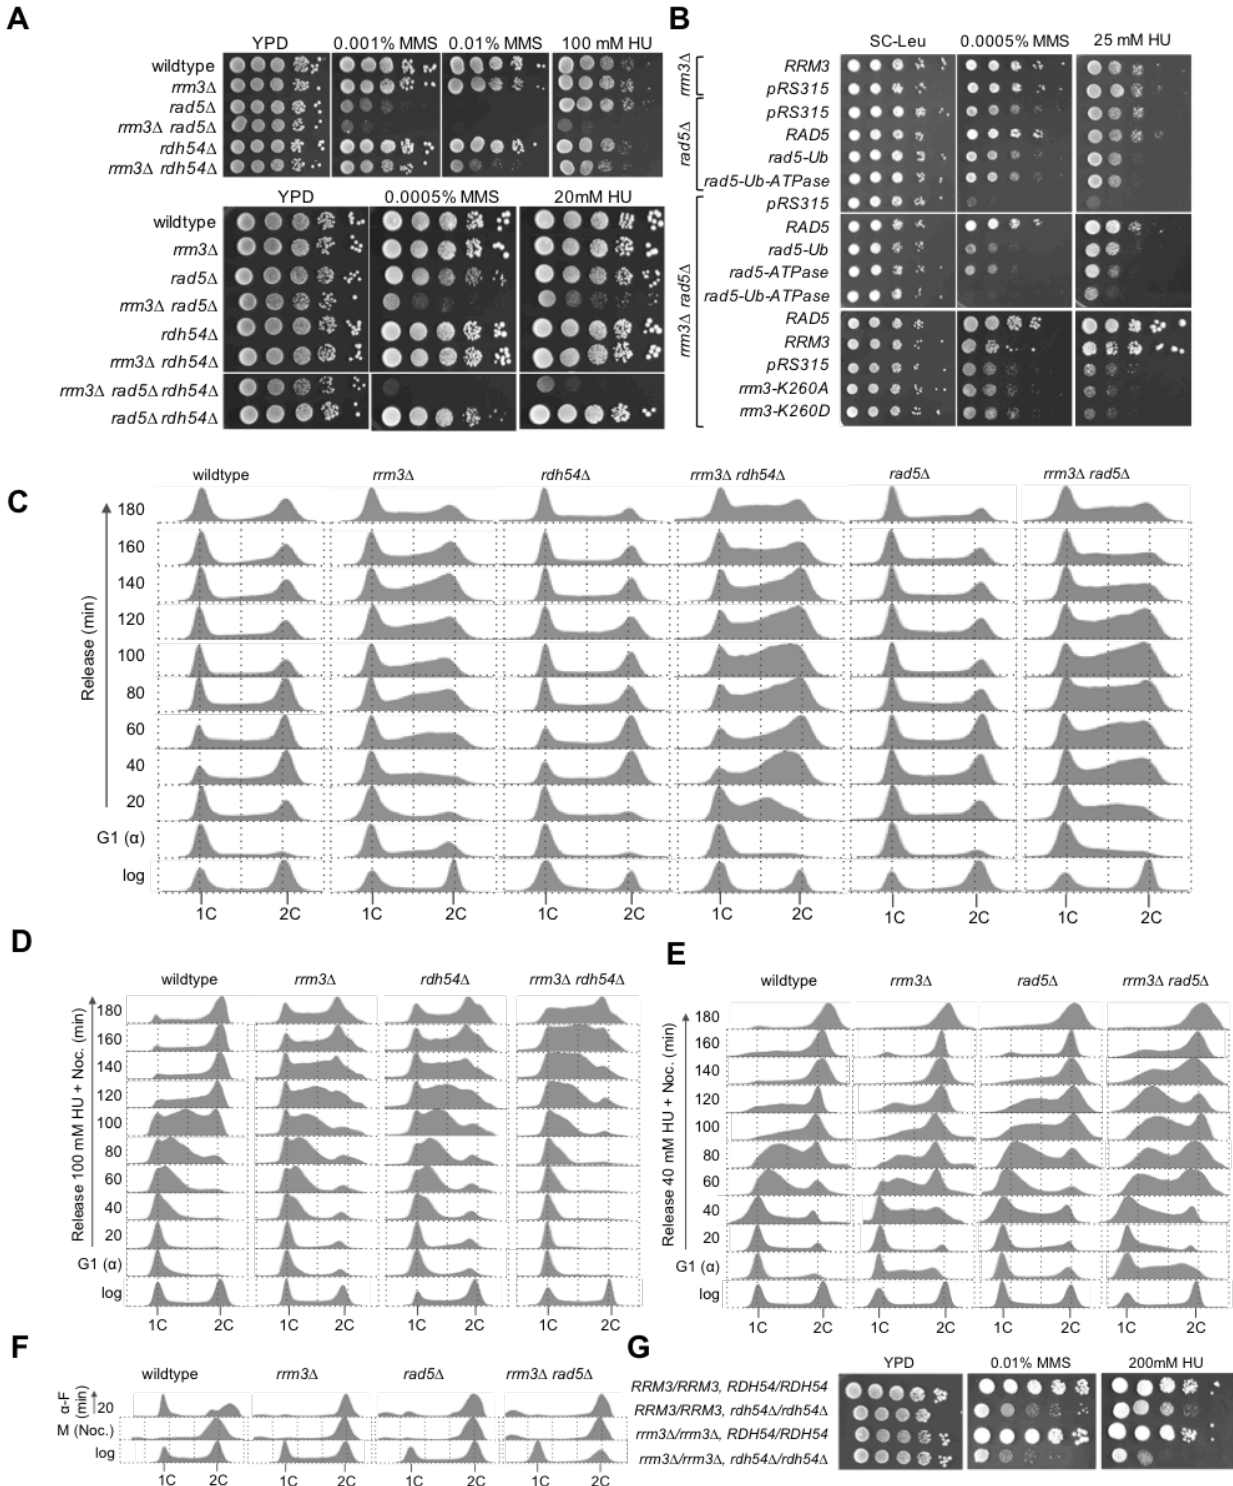 A
YPD 0.001% MMS 0.01% MMS 100 mM HU
wildtype
rrm3Δ
rad5Δ
rrm3Δ rad5Δ
rdh54Δ
rrm3Δ rdh54Δ
YPD 0.0005% MMS 20mM HU
wildtype
rrm3Δ
rad5Δ
rrm3Δ rad5Δ
rdh54Δ
rrm3Δ rdh54Δ
rrm3Δ rad5Δ rdh54Δ
rad5Δ rdh54Δ
B
SC-Leu 0.0005% MMS 25 mM HU
rrm3Δ
RRM3
pRS315
rad5Δ
pRS315
RAD5
rad5-Ub
rad5-Ub-ATPase
rrm3Δ rad5Δ
pRS315
RAD5
rad5-Ub
rad5-ATPase
rad5-Ub-ATPase
RAD5
RRM3
pRS315
rrm3-K260A
rrm3-K260D
C
wildtype rrm3Δ rdh54Δ rrm3Δ rdh54Δ rad5Δ rrm3Δ rad5Δ
Release (min)
180
160
140
120
100
80
60
40
20
G1 (α)
log
1C 2C 1C 2C 1C 2C 1C 2C 1C 2C 1C 2C
D
wildtype rrm3Δ rdh54Δ rrm3Δ rdh54Δ
Release 100 mM HU + Noc. (min)
180
160
140
120
100
80
60
40
20
G1 (α)
log
1C 2C 1C 2C 1C 2C 1C 2C
E
wildtype rrm3Δ rad5Δ rrm3Δ rad5Δ
Release 40 mM HU + Noc. (min)
180
160
140
120
100
80
60
40
20
G1 (α)
log
1C 2C 1C 2C 1C 2C 1C 2C
F
wildtype rrm3Δ rad5Δ rrm3Δ rad5Δ
α-F
(min)
20
M (Noc.)
log
1C 2C 1C 2C 1C 2C 1C 2C
G
YPD 0.01% MMS 200mM HU
RRM3/RRM3, RDH54/RDH54
RRM3/RRM3, rdh54Δ/rdh54Δ
rrm3Δ/rrm3Δ, RDH54/RDH54
rrm3Δ/rrm3Δ, rdh54Δ/rdh54Δ